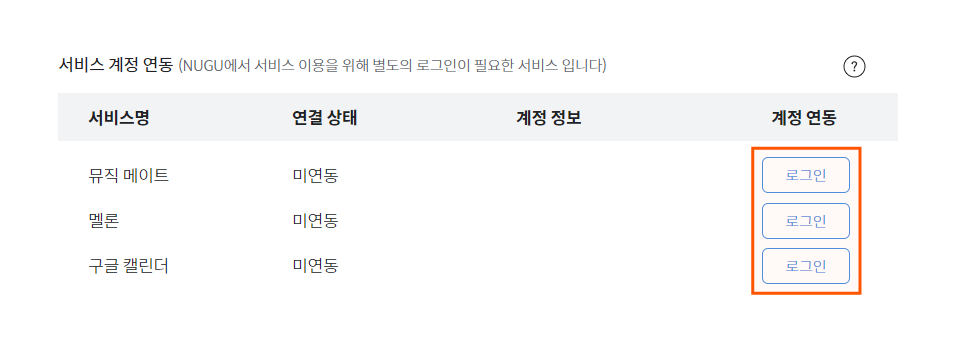 서비스 계정 연동 (NUGU에서 서비스 이용을 위해 별도의 로그인이 필요한 서비스 입니다) ?
서비스명 연결 상태 계정 정보 계정 연동
뮤직 메이트 미연동 로그인
멜론 미연동 로그인
구글 캘린더 미연동 로그인